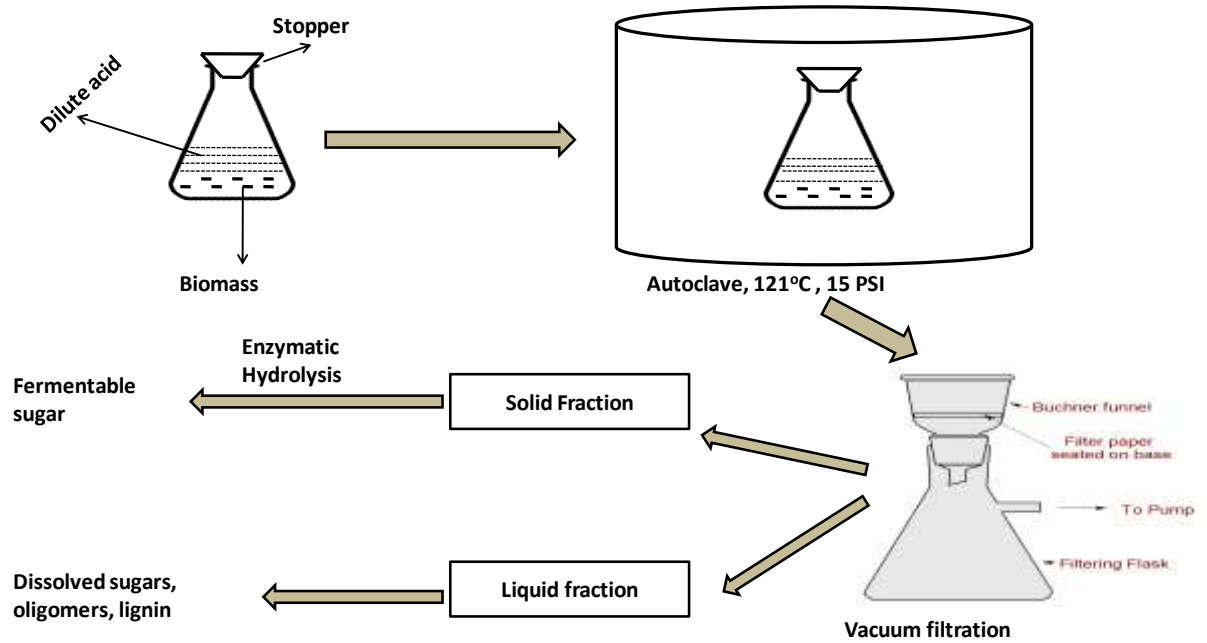 Stopper
Dilute acid
Biomass
Autoclave, 121°C , 15 PSI
Enzymatic
Hydrolysis
Fermentable
sugar
Solid Fraction
Buchner funnel
Filter paper
seated on base
To Pump
Filtering Flask
Dissolved sugars,
oligomers, lignin
Liquid fraction
Vacuum filtration